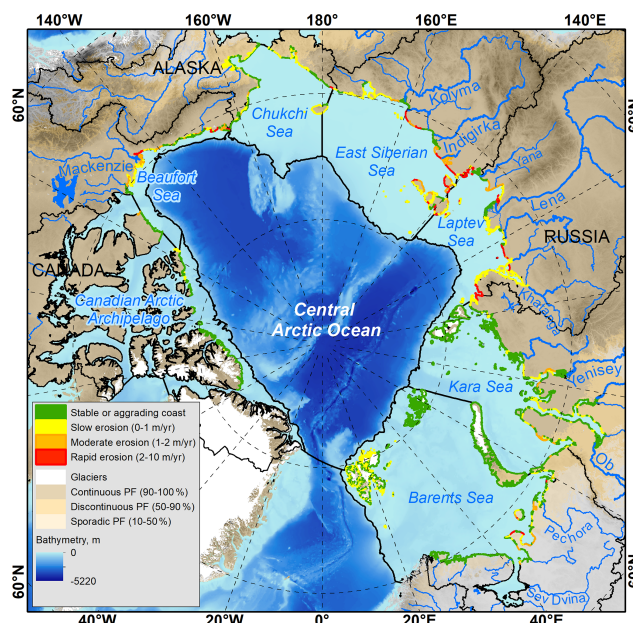 140°W
160°W
180°
160°E
140°E
60°N
60°N
ALASKA
Chukchi
Sea
Kolyma
Indigirka
East Siberian
Sea
Yana
Mackenzie
Beaufort
Sea
Lena
Laptev
Sea
RUSSIA
CANADA
Canadian Arctic
Archipelago
Central
Arctic Ocean
Khatanga
Kara Sea
Yenisey
Ob
Barents Sea
Pechora
Sev Dvina
Stable or aggrading coast
Slow erosion (0-1 m/yr)
Moderate erosion (1-2 m/yr)
Rapid erosion (2-10 m/yr)
Glaciers
Continuous PF (90-100%)
Discontinuous PF (50-90%)
Sporadic PF (10-50%)
Bathymetry, m
0
-5220
60°N
60°N
40°W
20°W
0°
20°E
40°E